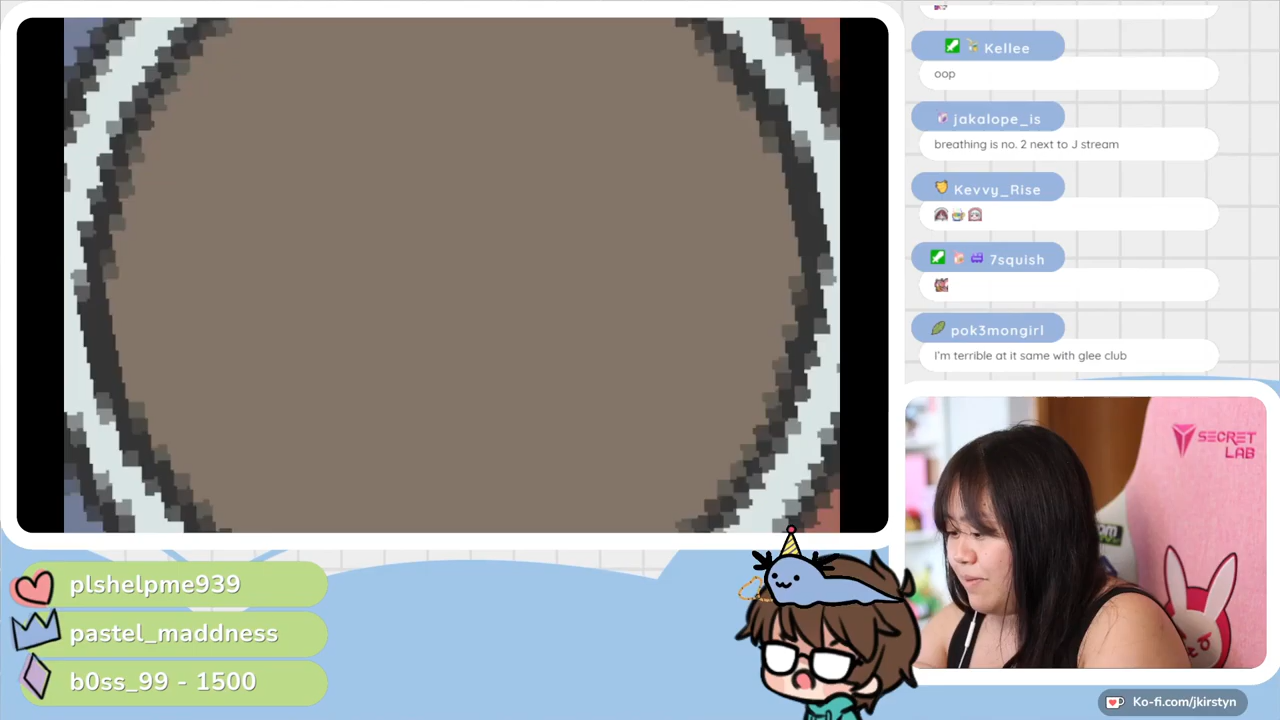 Kellee
oop
jakalope_is
breathing is no. 2 next to J stream
Kevvy_Rise
7squish
pok3mongirl
I'm terrible at it same with glee club
SECRET
LAB
plshelpme939
pastel_maddness
b0ss_99 - 1500
Ko-fi.com/jkirstyn